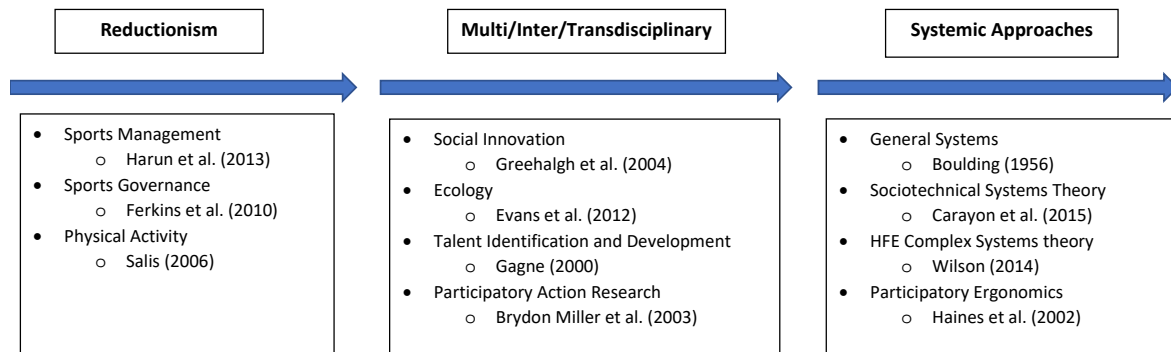 Reductionism
• Sports Management
o Harun et al. (2013)
• Sports Governance
o Ferkins et al. (2010)
• Physical Activity
o Salis (2006)
Multi/Inter/Transdisciplinary
• Social Innovation
o Greehalgh et al. (2004)
• Ecology
o Evans et al. (2012)
• Talent Identification and Development
o Gagne (2000)
• Participatory Action Research
o Brydon Miller et al. (2003)
Systemic Approaches
• General Systems
o Boulding (1956)
• Sociotechnical Systems Theory
o Carayon et al. (2015)
• HFE Complex Systems theory
o Wilson (2014)
• Participatory Ergonomics
o Haines et al. (2002)